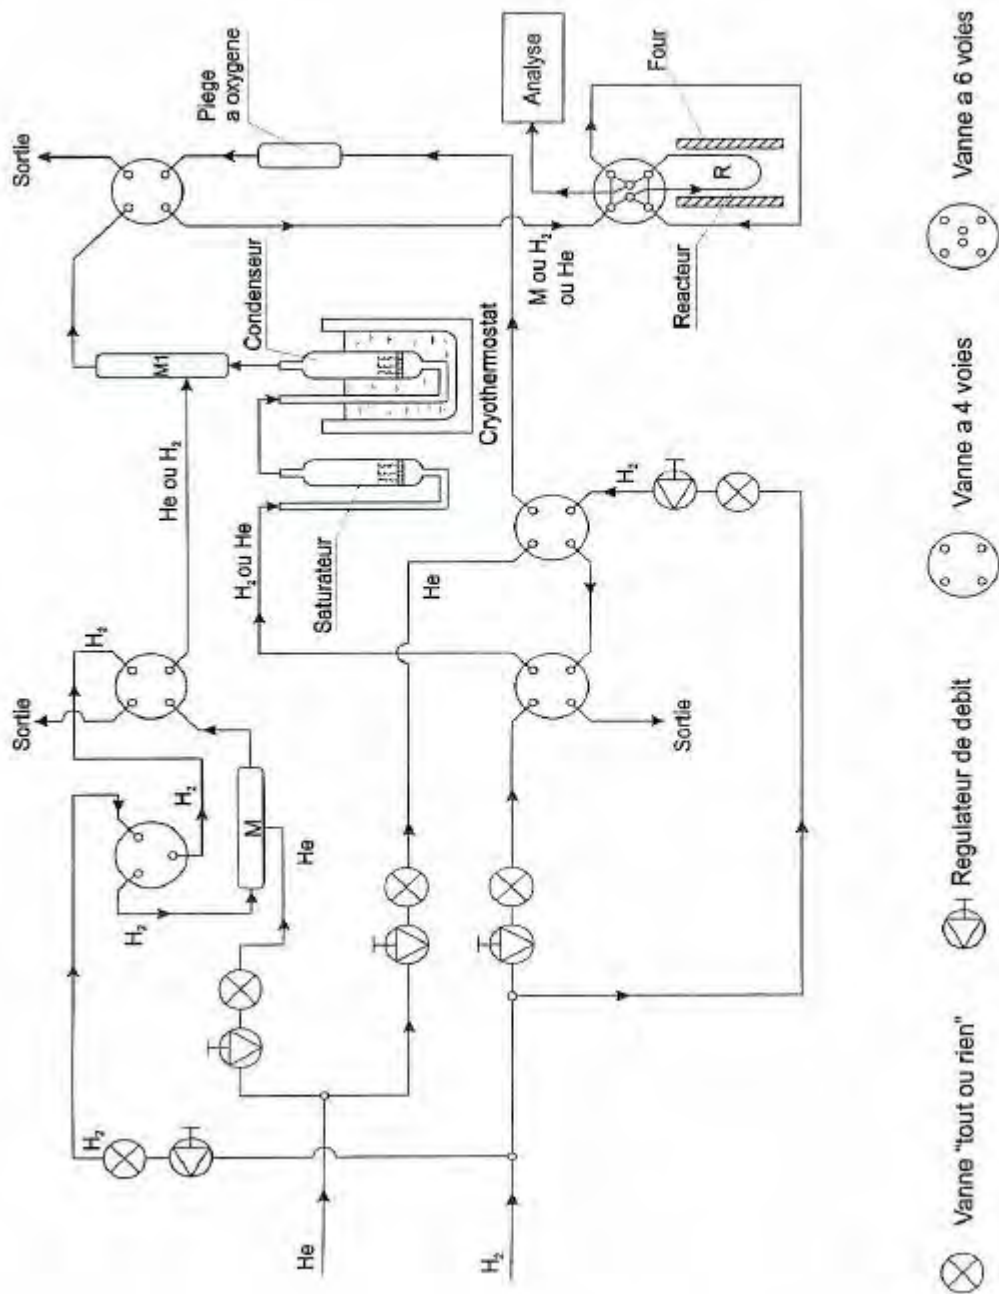 Sortie
Piege
a oxygene
Analyse
Four
R
Reacteur
M ou H2
ou He
Condenseur
M1
Cryothermostat
He ou H2
H2 ou He
Saturateur
He
H2
Sortie
H2
Sortie
H2
M
He
H2
H2
He
H2
Vanne "tout ou rien"
Régulateur de debit
Vanne a 4 voies
Vanne a 6 voies